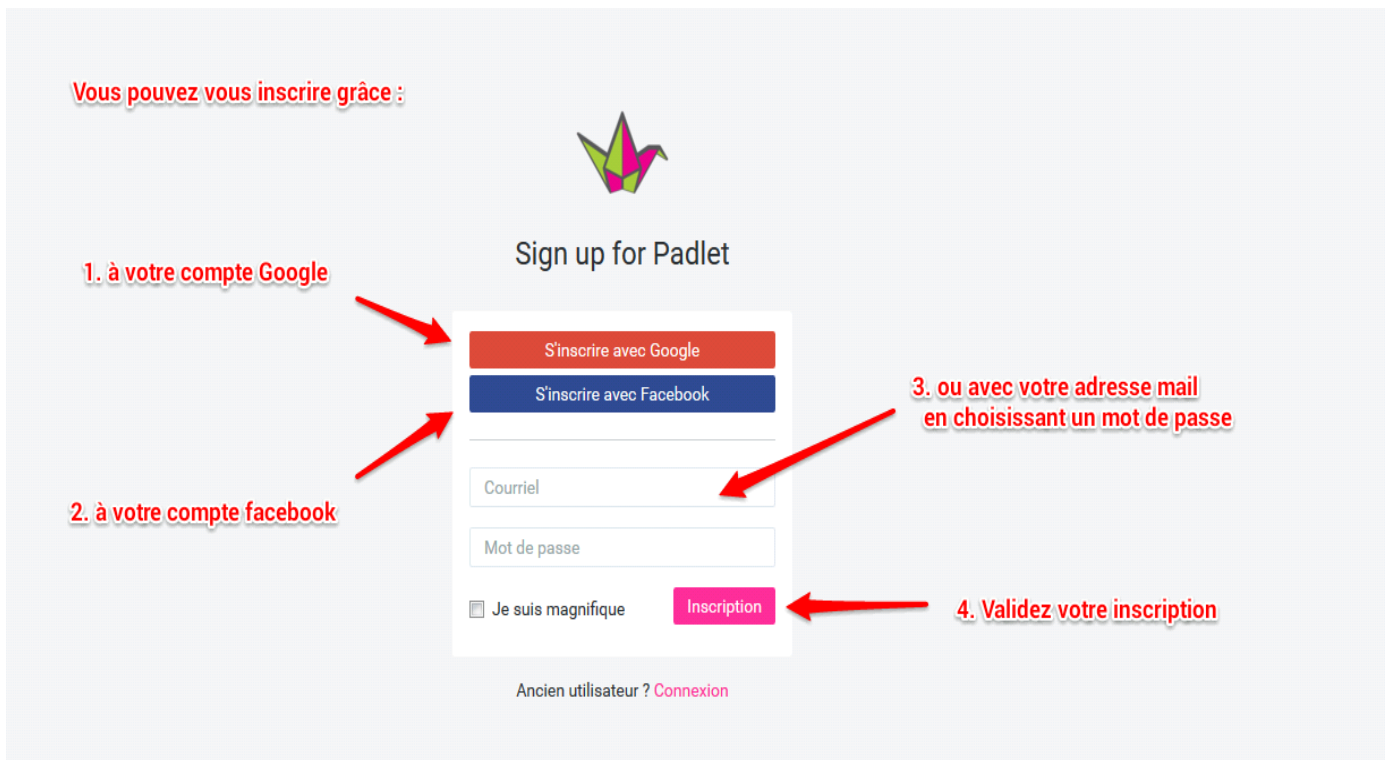 Vous pouvez vous inscrire grâce :
Sign up for Padlet
1. à votre compte Google
S'inscrire avec Google
S'inscrire avec Facebook
3. ou avec votre adresse mail
en choisissant un mot de passe
Courriel
2. à votre compte facebook
Mot de passe
Je suis magnifique
Inscription
4. Validez votre inscription
Ancien utilisateur ? Connexion